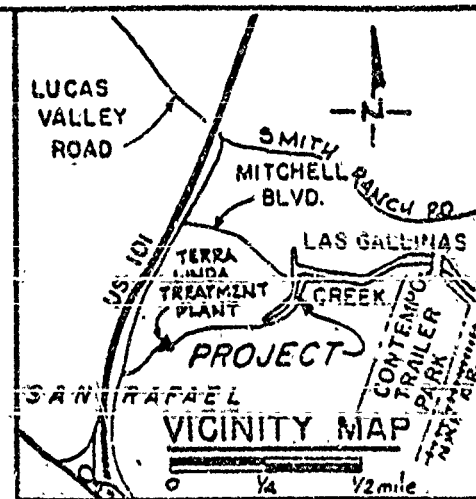 LUCAS
VALLEY
ROAD
N
SMITH RANCH RD.
MITCHELL
BLVD.
US 101
LAS GALLINAS
CREEK
TERRA
LINDA
TREATMENT
PLANT
PROJECT
CONTEMPO
TRAILER
PARK
SAN RAFAEL
VICINITY MAP
0 1/4 1/2 mile